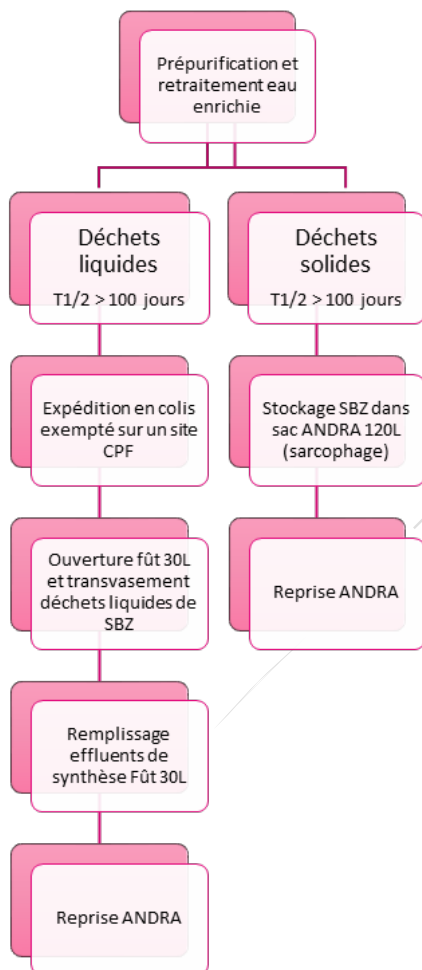 Prépurification et
retraitement eau
enrichie
Déchets
liquides
T1/2 > 100 jours
Déchets
solides
T1/2 > 100 jours
Expédition en colis
exempté sur un site
CPF
Stockage SBZ dans
sac ANDRA 120L
(sarcophage)
Ouverture fût 30L
et transvasement
déchets liquides de
SBZ
Reprise ANDRA
Remplissage
effluents de
synthèse Fût 30L
Reprise ANDRA